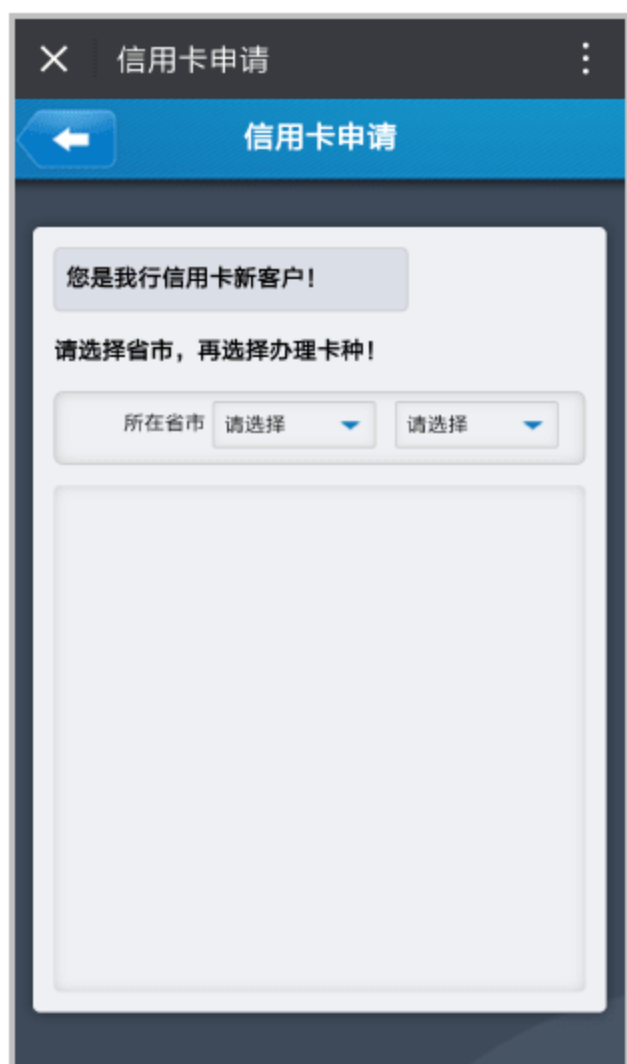 信用卡申请
信用卡申请
您是我行信用卡新客户!
请选择省市，再选择办理卡种!
所在省市 请选择 请选择